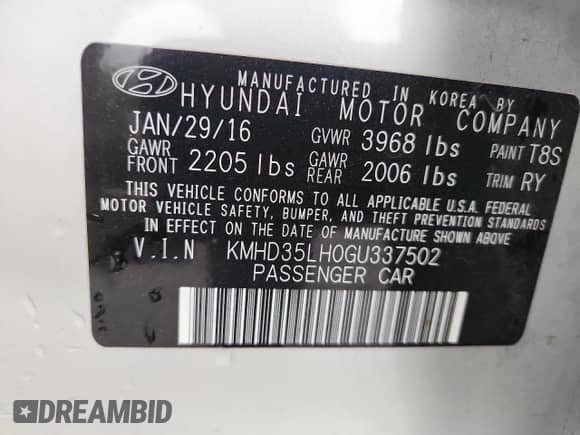 MANUFACTURED IN KOREA BY
HYUNDAI MOTOR COMPANY
JAN/29/16 GVWR 3968 lbs PAINT T8S
GAWR FRONT 2205 lbs GAWR REAR 2006 lbs TRIM RY
THIS VEHICLE CONFORMS TO ALL APPLICABLE U.S.A. FEDERAL
MOTOR VEHICLE SAFETY, BUMPER, AND THEFT PREVENTION STANDARDS
IN EFFECT ON THE DATE OF MANUFACTURE SHOWN ABOVE
V.I.N KMHD35LH0GU337502
PASSENGER CAR
DREAMBID